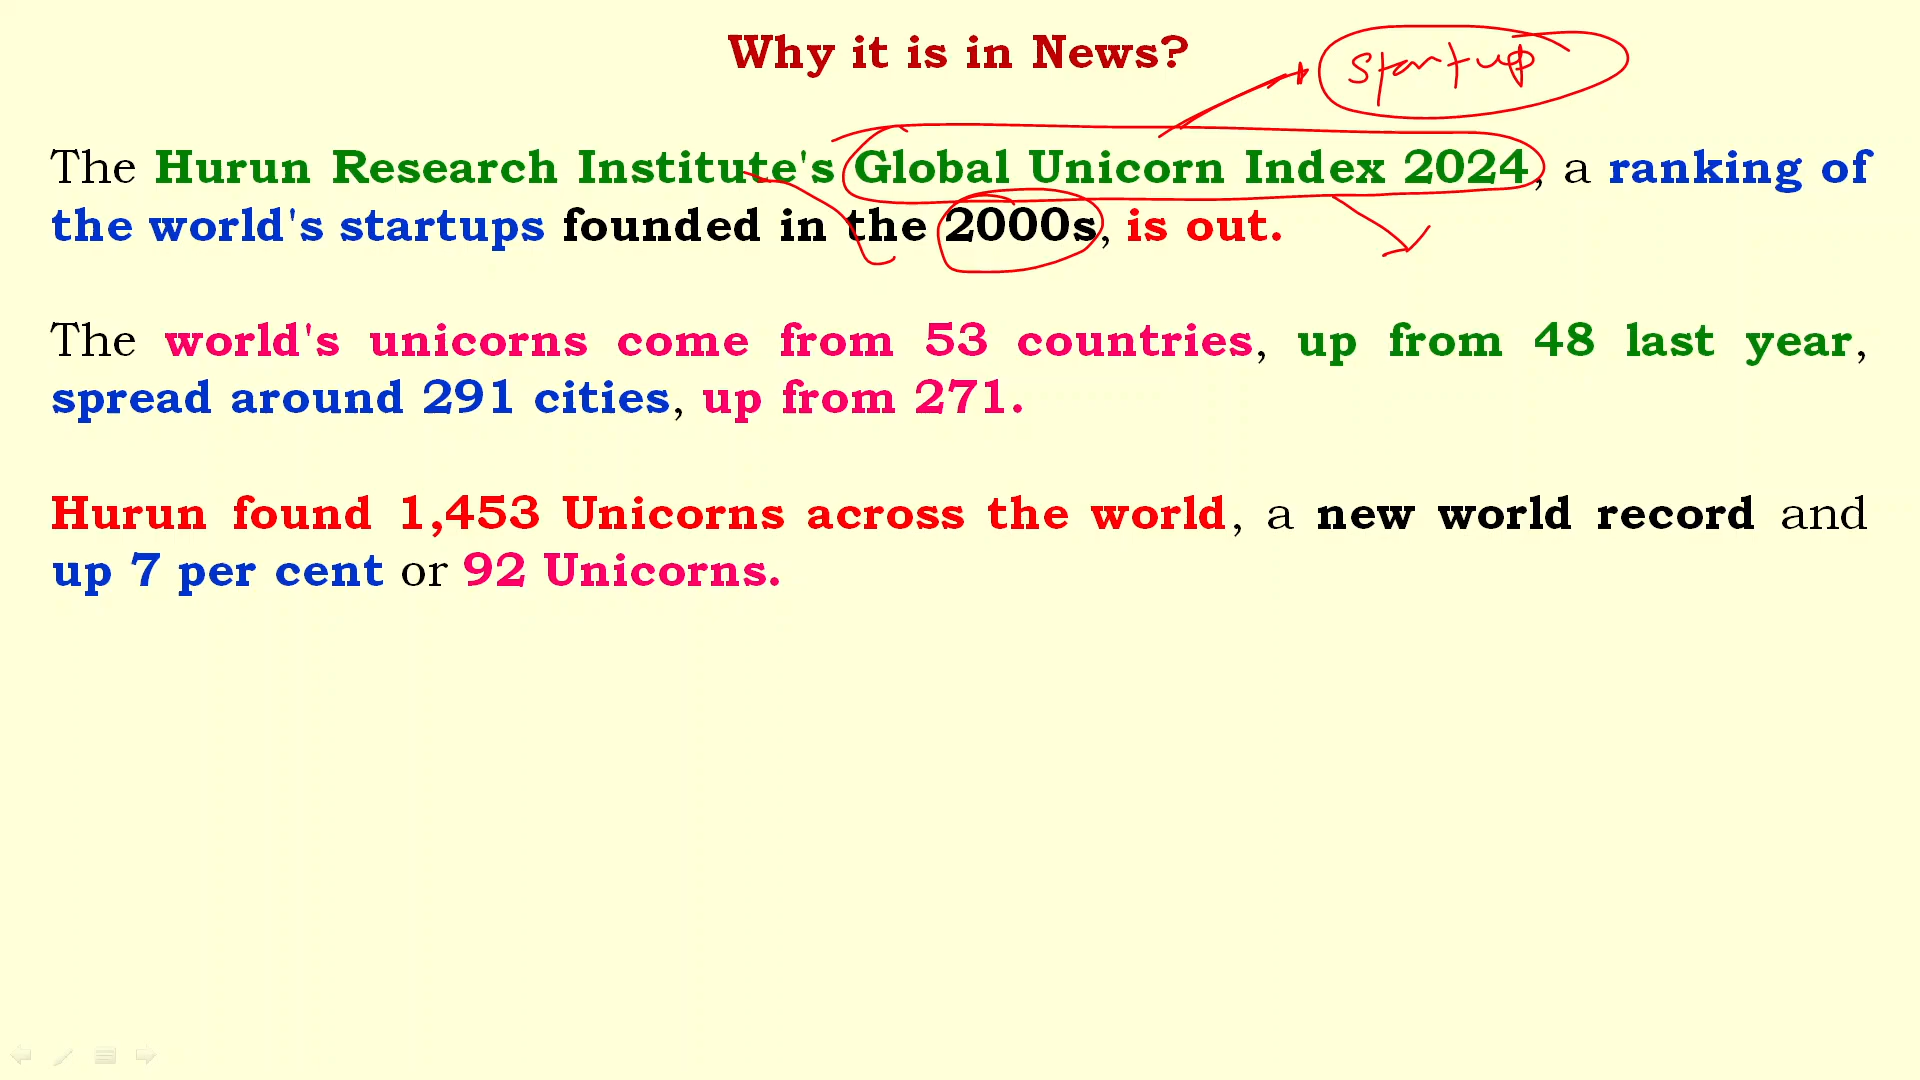 Why it is in News?
startup
The Hurun Research Institute's Global Unicorn Index 2024, a ranking of
the world's startups founded in the 2000s, is out.
The world's unicorns come from 53 countries, up from 48 last year,
spread around 291 cities, up from 271.
Hurun found 1,453 Unicorns across the world, a new world record and
up 7 per cent or 92 Unicorns.